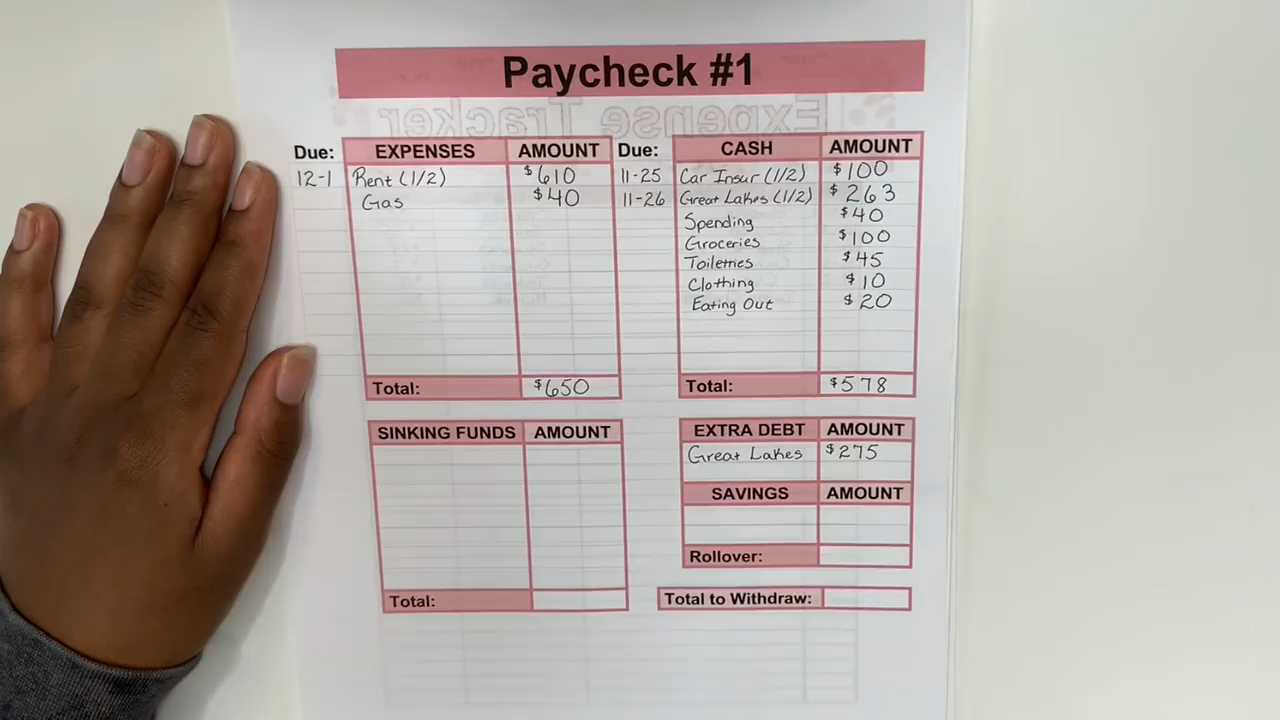 Paycheck #1
Expense Tracker
Due: EXPENSES AMOUNT
12-1 Rent (1/2) $610
Gas $40
Total: $650
Due: CASH AMOUNT
11-25 Car Insur (1/2) $100
11-26 Great Lakes (1/2) $263
Spending $40
Groceries $100
Toiletries $45
Clothing $10
Eating Out $20
Total: $578
SINKING FUNDS AMOUNT
Total:
EXTRA DEBT AMOUNT
Great Lakes $275
SAVINGS AMOUNT
Rollover:
Total to Withdraw: